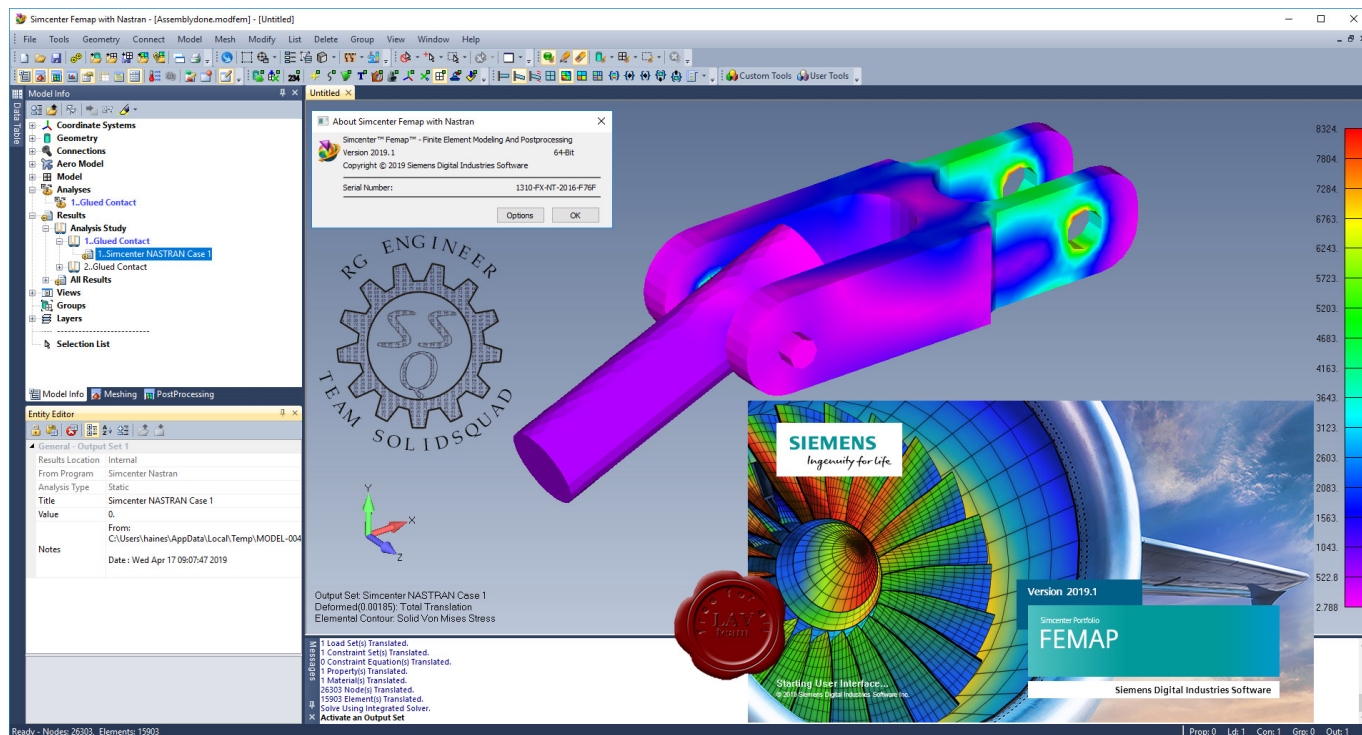 Simcenter Femap with Nastran - [Assemblydone.modfem] - [Untitled]
File Tools Geometry Connect Model Mesh Modify List Delete Group View Window Help
Custom Tools User Tools
Model Info
Untitled
Data Table
Coordinate Systems
Geometry
Connections
Aero Model
Model
Analyses
1..Glued Contact
Results
Analysis Study
1..Glued Contact
1..Simcenter NASTRAN Case 1
2..Glued Contact
All Results
Views
Groups
Layers
Selection List
Model Info Meshing PostProcessing
Entity Editor
General - Output Set 1
Results Location Internal
From Program Simcenter Nastran
Analysis Type Static
Title Simcenter NASTRAN Case 1
Value 0.
Notes
From:
C:\Users\haines\AppData\Local\Temp\MODEL-004
Date : Wed Apr 17 09:07:47 2019
About Simcenter Femap with Nastran
Simcenter™ Femap™ - Finite Element Modeling And Postprocessing
Version 2019.1 64-Bit
Copyright © 2019 Siemens Digital Industries Software
Serial Number: 1310-FX-NT-2016-F76F
Options OK
RG ENGINEER
TEAM SOLIDSQUAD
SSQ
8324.
7804.
7284.
6763.
6243.
5723.
5203.
4683.
4163.
3643.
3123.
2603.
2083.
1563.
1043.
522.8
2.788
Y
X
Z
Output Set: Simcenter NASTRAN Case 1
Deformed(0.00185): Total Translation
Elemental Contour: Solid Von Mises Stress
SIEMENS
Ingenuity for life
Version 2019.1
Simcenter Portfolio
FEMAP
Siemens Digital Industries Software
Starting User Interface...
LAV
team
Messages
1 Load Set(s) Translated.
1 Constraint Set(s) Translated.
0 Constraint Equation(s) Translated.
1 Property(s) Translated.
1 Material(s) Translated.
26303 Node(s) Translated.
15903 Element(s) Translated.
Solve Using Integrated Solver.
Activate an Output Set
Ready - Nodes: 26303, Elements: 15903
Prop: 0 Ld: 1 Con: 1 Grp: 0 Out: 1